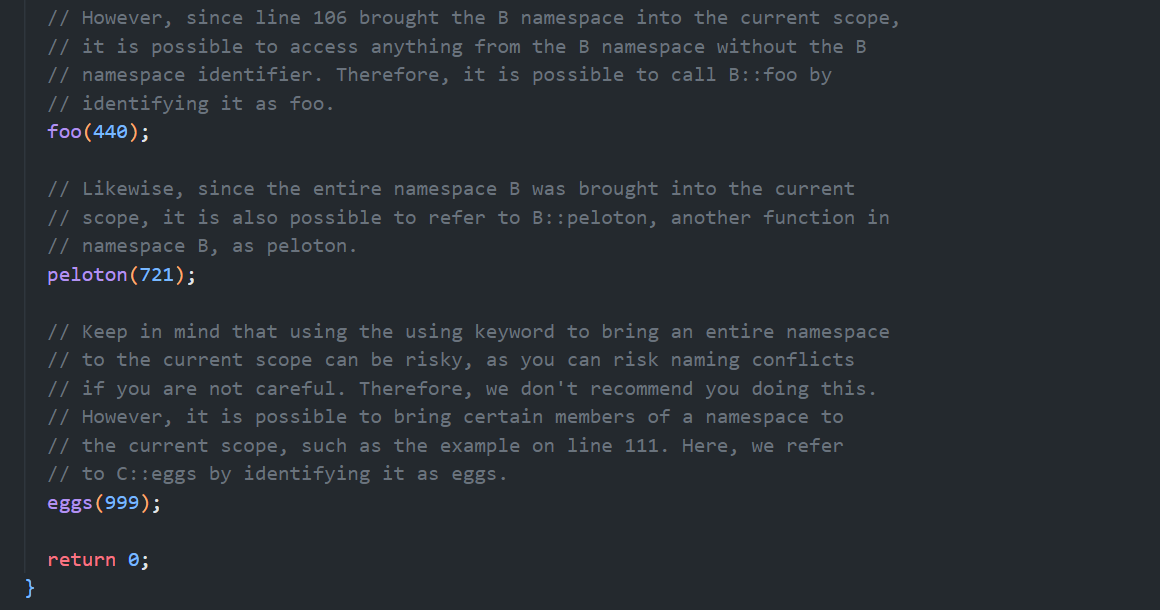 // However, since line 106 brought the B namespace into the current scope,
// it is possible to access anything from the B namespace without the B
// namespace identifier. Therefore, it is possible to call B::foo by
// identifying it as foo.
foo(440);
// Likewise, since the entire namespace B was brought into the current
// scope, it is also possible to refer to B::peloton, another function in
// namespace B, as peloton.
peloton(721);
// Keep in mind that using the using keyword to bring an entire namespace
// to the current scope can be risky, as you can risk naming conflicts
// if you are not careful. Therefore, we don't recommend you doing this.
// However, it is possible to bring certain members of a namespace to
// the current scope, such as the example on line 111. Here, we refer
// to C::eggs by identifying it as eggs.
eggs(999);
return 0;
}